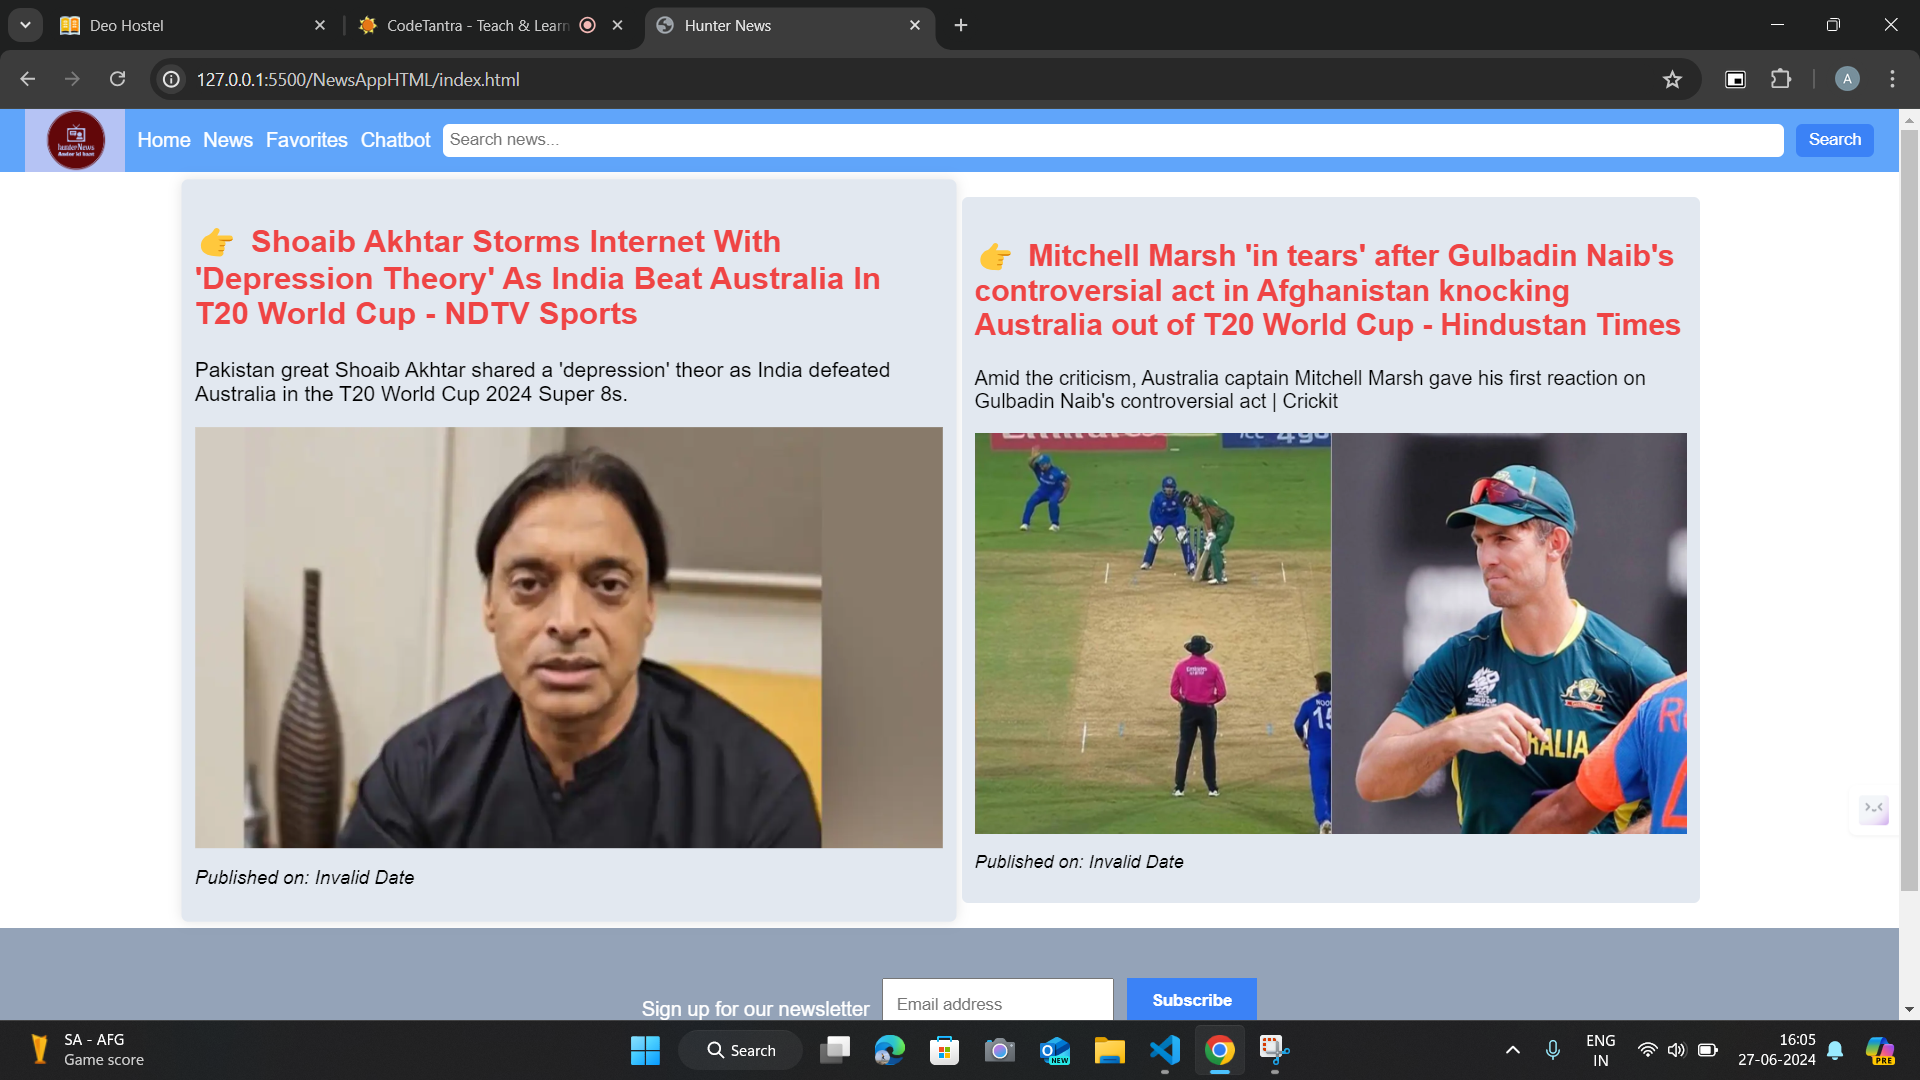 Deo Hostel
CodeTantra - Teach & Learn
Hunter News
127.0.0.1:5500/NewsAppHTML/index.html
A
hunterNews
Home News Favorites Chatbot Search news... Search
👉 Shoaib Akhtar Storms Internet With
'Depression Theory' As India Beat Australia In
T20 World Cup - NDTV Sports
Pakistan great Shoaib Akhtar shared a 'depression' theor as India defeated
Australia in the T20 World Cup 2024 Super 8s.
Published on: Invalid Date
👉 Mitchell Marsh 'in tears' after Gulbadin Naib's
controversial act in Afghanistan knocking
Australia out of T20 World Cup - Hindustan Times
Amid the criticism, Australia captain Mitchell Marsh gave his first reaction on
Gulbadin Naib's controversial act | Crickit
Emirates
15
RALIA
Published on: Invalid Date
Sign up for our newsletter Email address Subscribe
SA - AFG
Game score
Search
NEW
ENG
IN
16:05
27-06-2024
PRE